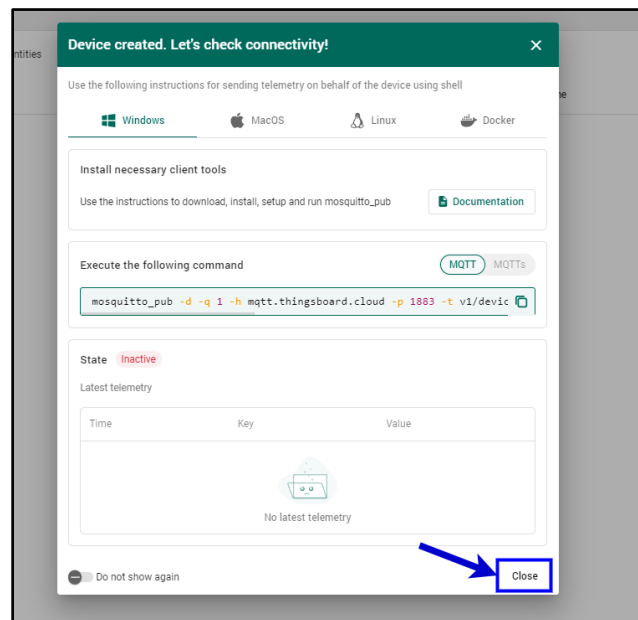 Device created. Let's check connectivity!
ntities
Use the following instructions for sending telemetry on behalf of the device using shell
Windows
MacOS
Linux
Docker
Install necessary client tools
Use the instructions to download, install, setup and run mosquitto_pub
Documentation
Execute the following command
MQTT
MQTTs
mosquitto_pub -d -q 1 -h mqtt.thingsboard.cloud -p 1883 -t v1/devic
State
Inactive
Latest telemetry
Time
Key
Value
No latest telemetry
Do not show again
Close